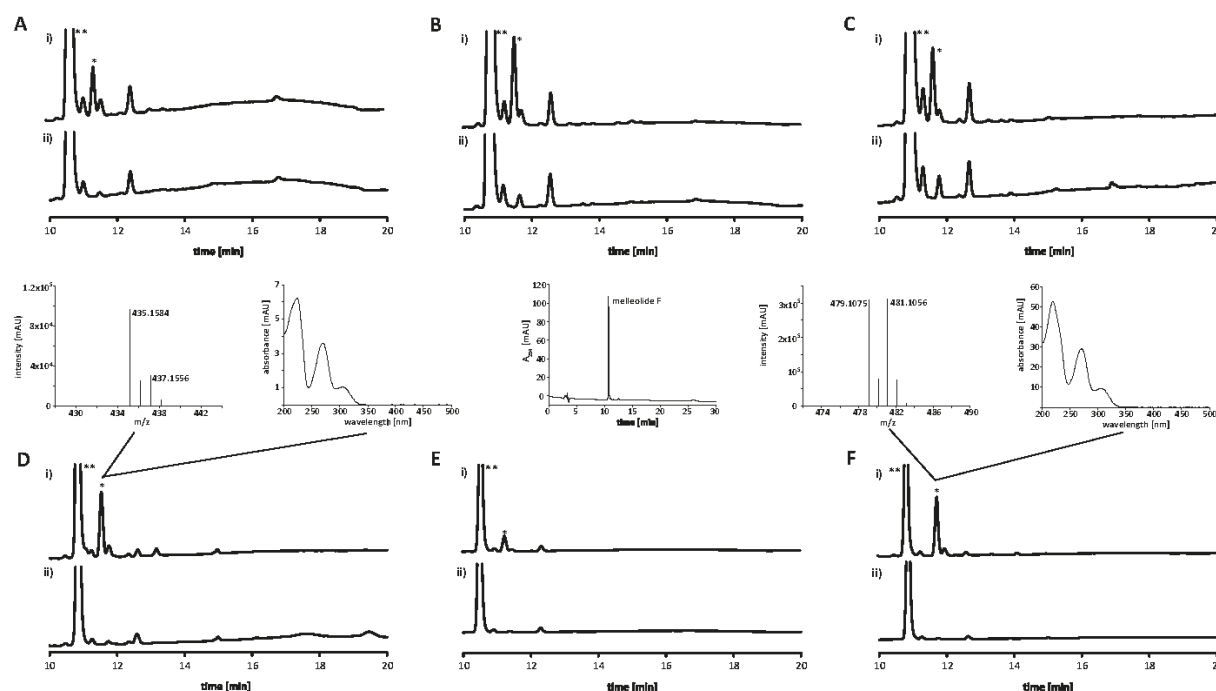 A
i)
**
*
ii)
10 12 14 16 18 20
time [min]
B
i)
**
*
ii)
10 12 14 16 18 20
time [min]
C
i)
**
*
ii)
10 12 14 16 18 20
time [min]
intensity [mAU]
1.2x10⁵
8x10⁴
4x10⁴
0
435.1584
437.1556
430 434 438 442
m/z
absorbance [mAU]
7
5
3
1
200 250 300 350 400 450 500
wavelength [nm]
120
100
80
60
40
20
0
melleolide F
0 10 20 30
time [min]
intensity [mAU]
3x10⁵
2x10⁵
10⁵
0
479.1075
481.1056
474 478 482 486 490
m/z
absorbance [mAU]
60
50
40
30
20
10
0
200 250 300 350 400 450 500
wavelength [nm]
D
i)
**
*
ii)
10 12 14 16 18 20
time [min]
E
i)
**
*
ii)
10 12 14 16 18 20
time [min]
F
i)
**
*
ii)
10 12 14 16 18 20
time [min]